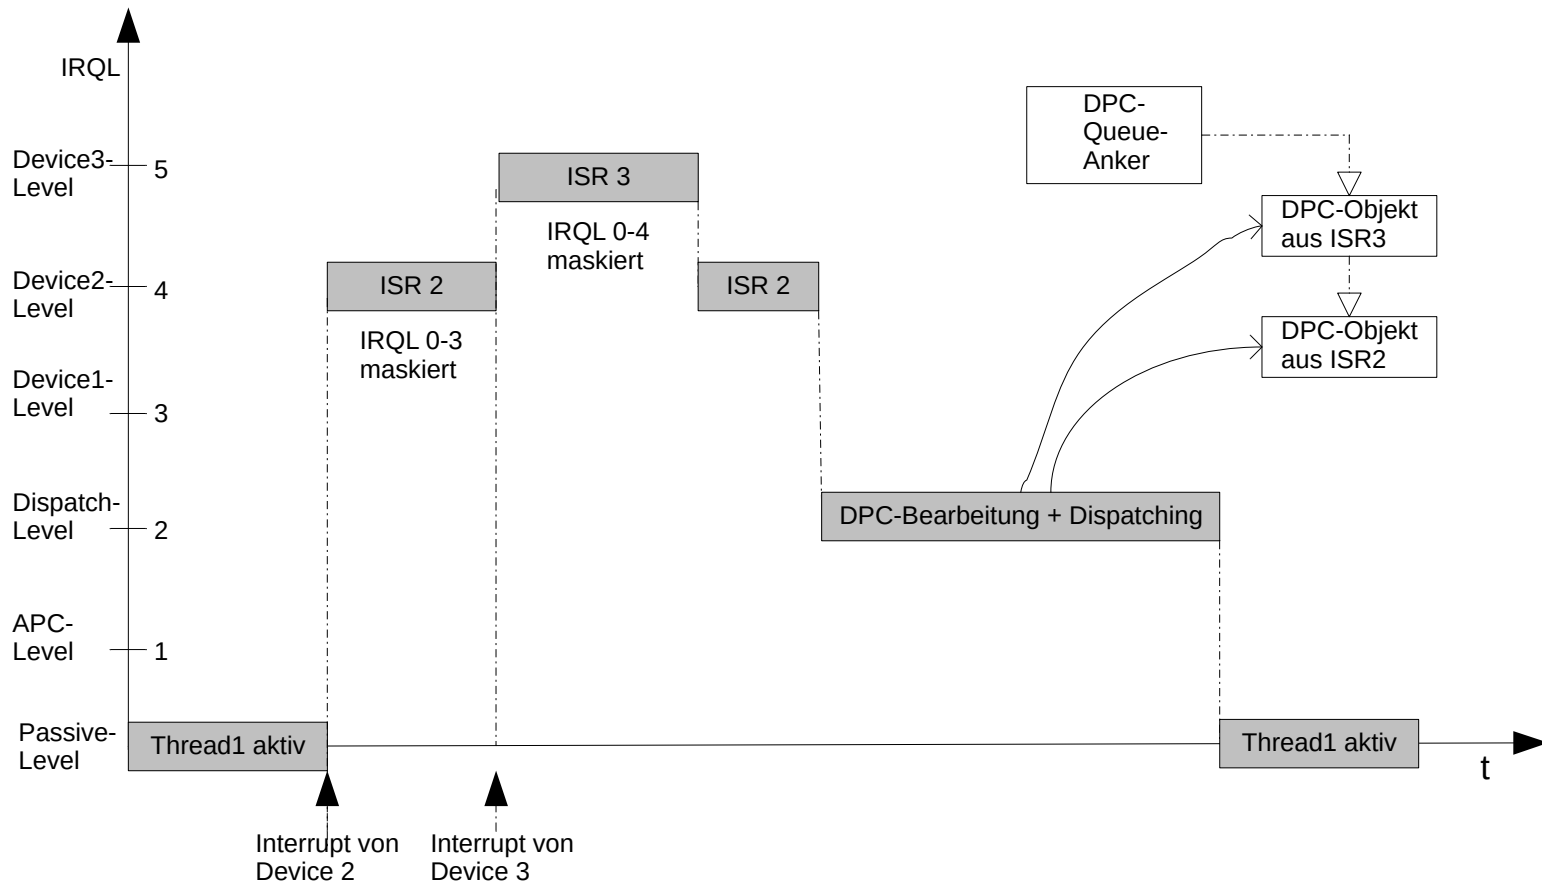 IRQL
DPC-
Queue-
Anker
Device3-
Level
5
ISR 3
DPC-Objekt
aus ISR3
IRQL 0-4
maskiert
Device2-
Level
4
ISR 2
ISR 2
IRQL 0-3
maskiert
DPC-Objekt
aus ISR2
Device1-
Level
3
Dispatch-
Level
2
DPC-Bearbeitung + Dispatching
APC-
Level
1
Passive-
Level
Thread1 aktiv
Thread1 aktiv
t
Interrupt von
Device 2
Interrupt von
Device 3